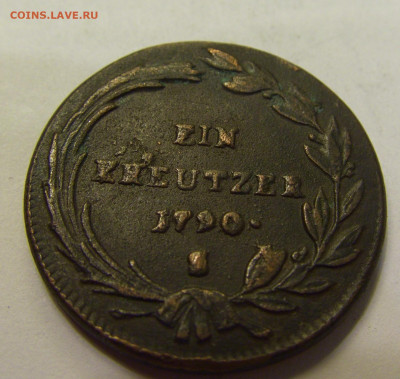 COINS.LAVE.RU
EIN
KREUTZER
1790·
S